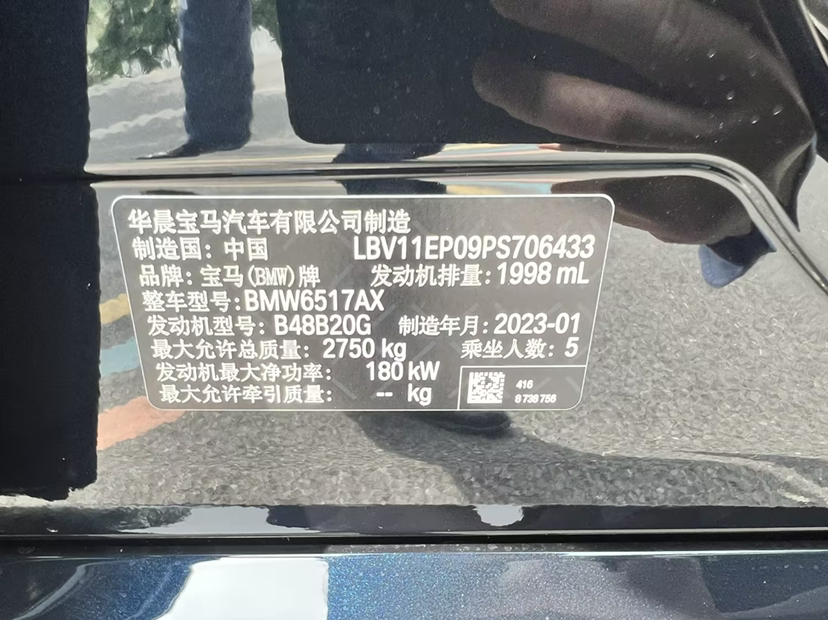 华晨宝马汽车有限公司制造
制造国：中国 LBV11EP09PS706433
品牌：宝马(BMW)牌 发动机排量：1998 mL
整车型号：BMW6517AX
发动机型号：B48B20G 制造年月：2023-01
最大允许总质量：2750 kg 乘坐人数：5
发动机最大净功率：180 kW
最大允许牵引质量：-- kg
416
8 738 756